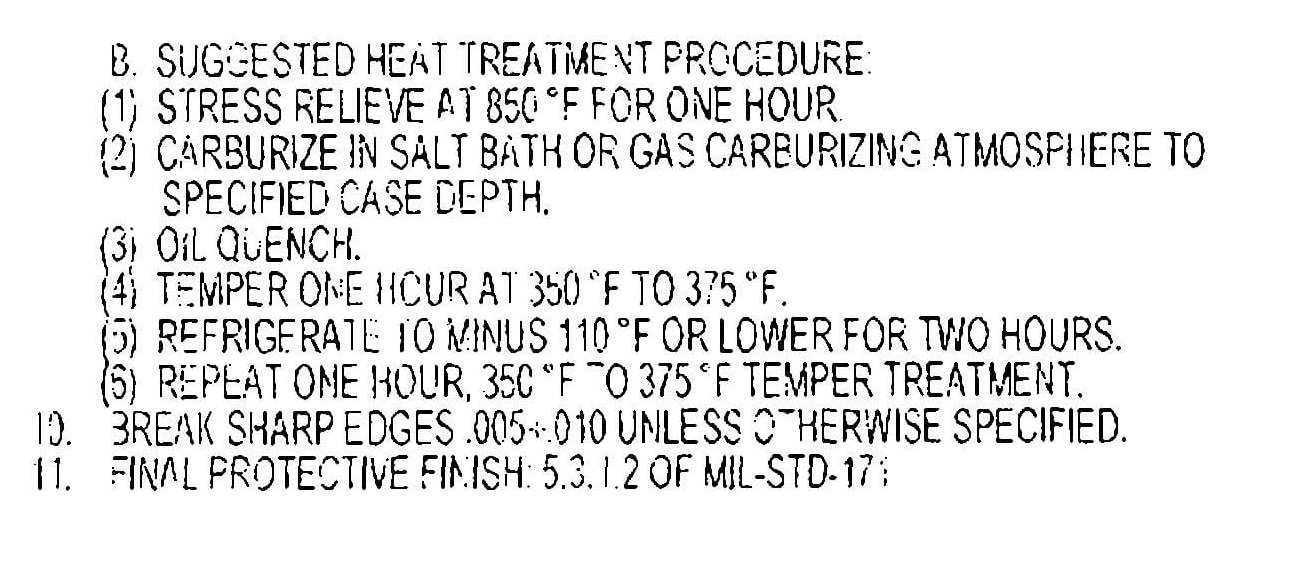 B. SUGGESTED HEAT TREATMENT PROCEDURE:
(1) STRESS RELIEVE AT 850 °F FOR ONE HOUR.
(2) CARBURIZE IN SALT BATH OR GAS CARBURIZING ATMOSPHERE TO
SPECIFIED CASE DEPTH.
(3) OIL QUENCH.
(4) TEMPER ONE HOUR AT 350 °F TO 375 °F.
(5) REFRIGERATE TO MINUS 110 °F OR LOWER FOR TWO HOURS.
(6) REPEAT ONE HOUR, 350 °F TO 375 °F TEMPER TREATMENT.
10. BREAK SHARP EDGES .005-.010 UNLESS OTHERWISE SPECIFIED.
11. FINAL PROTECTIVE FINISH: 5.3.1.2 OF MIL-STD-171